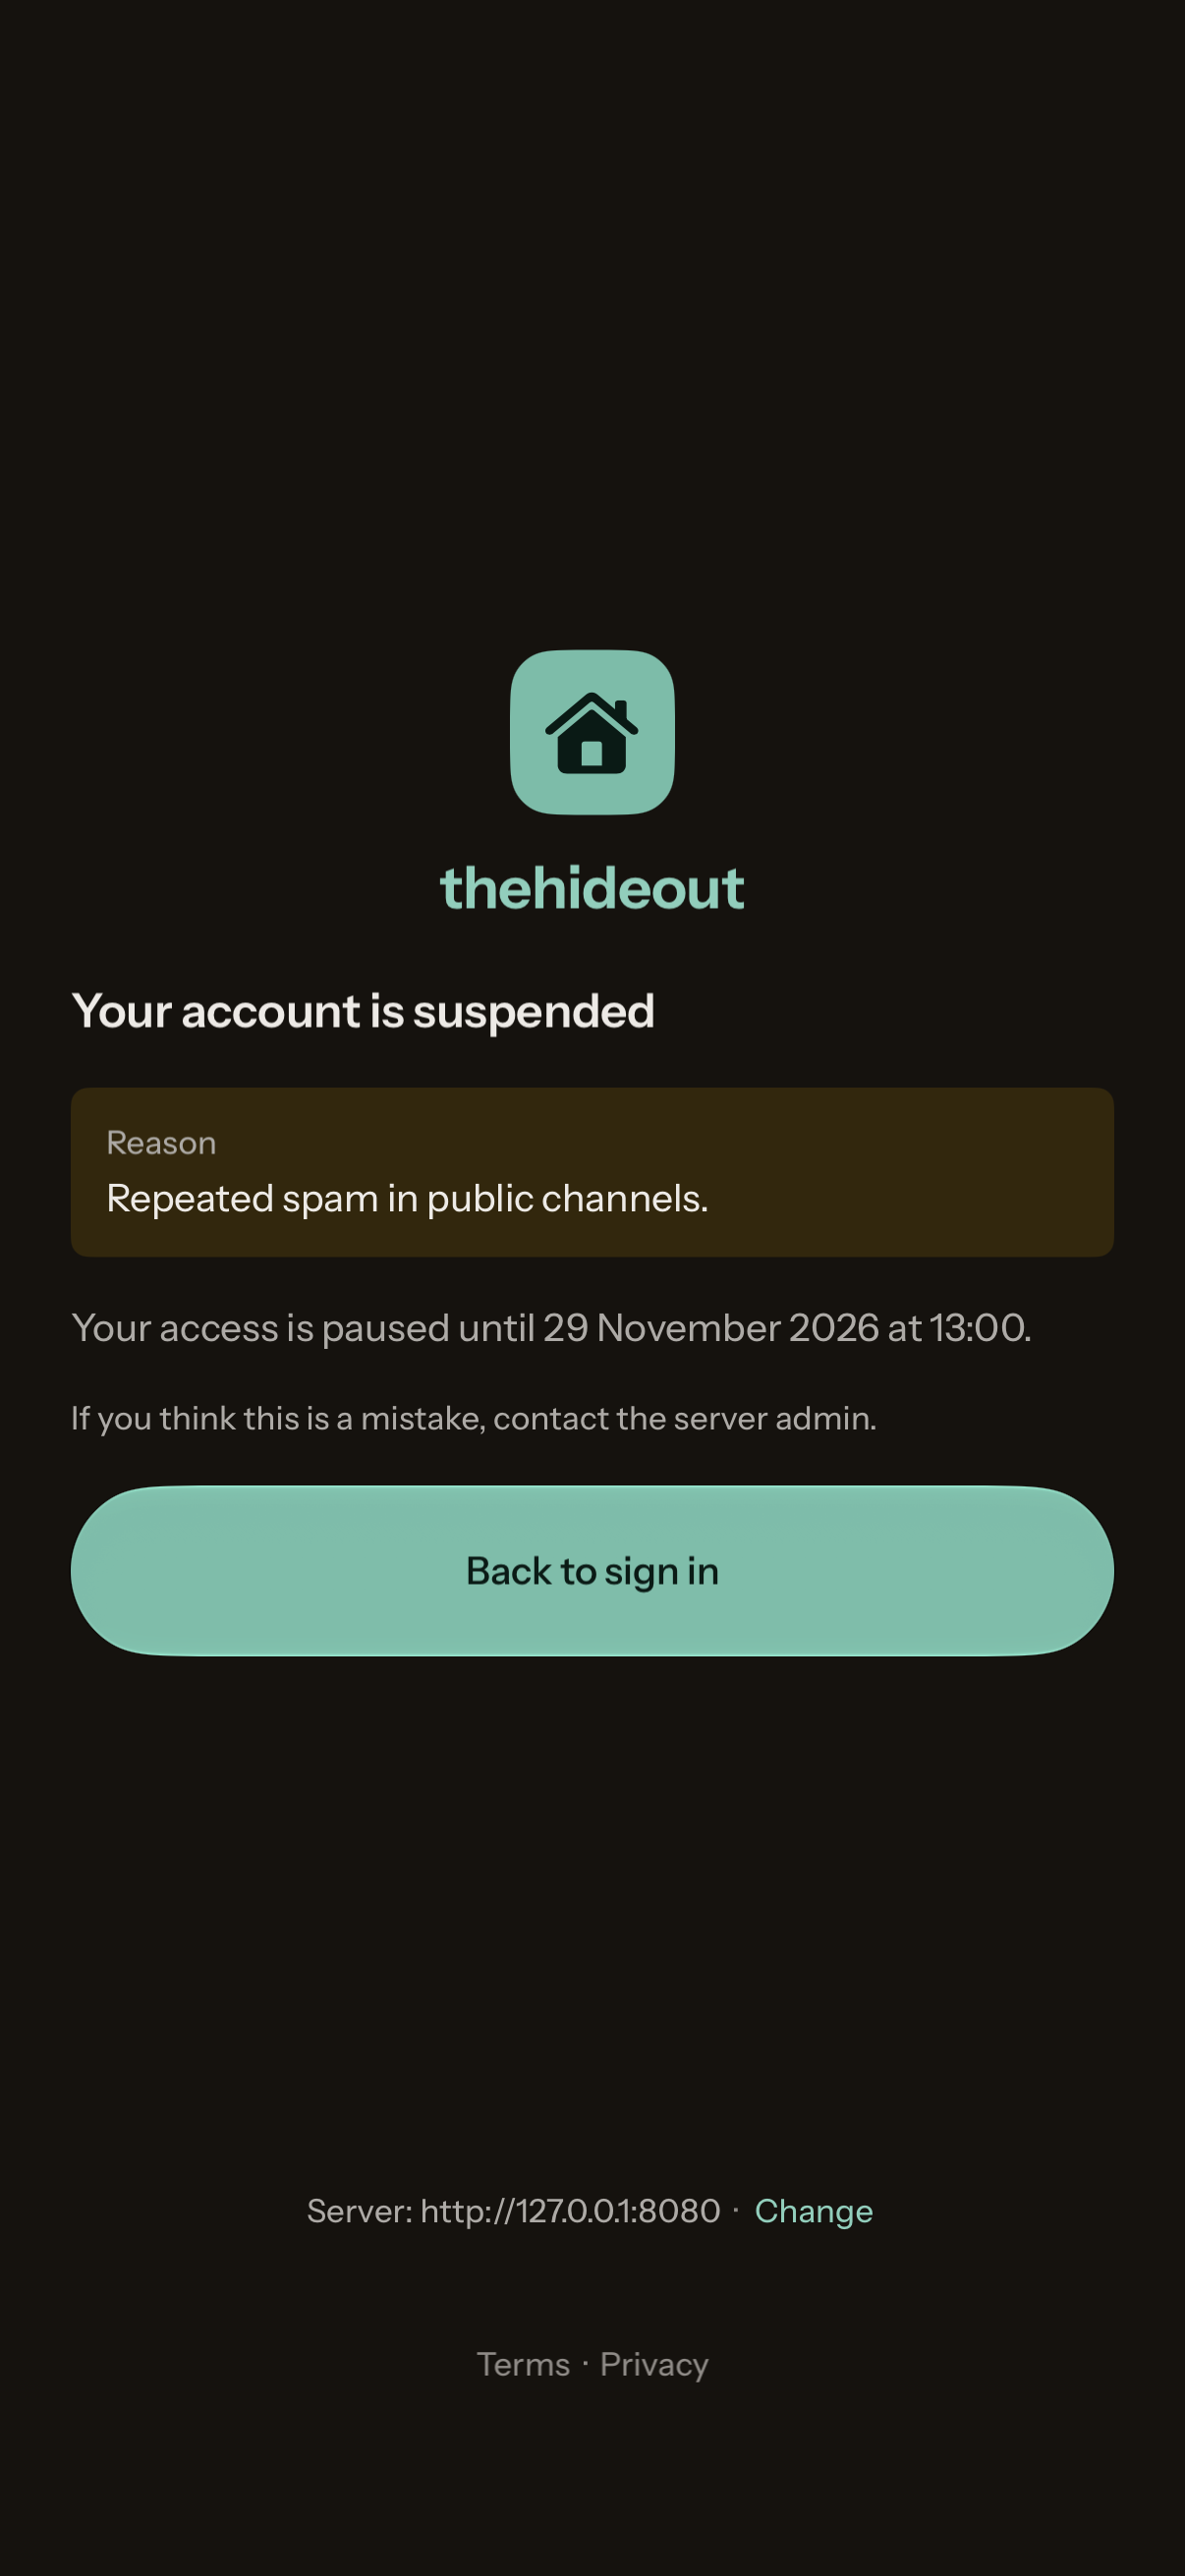 thehideout
Your account is suspended
Reason
Repeated spam in public channels.
Your access is paused until 29 November 2026 at 13:00.
If you think this is a mistake, contact the server admin.
Back to sign in
Server: http://127.0.0.1:8080 · Change
Terms · Privacy